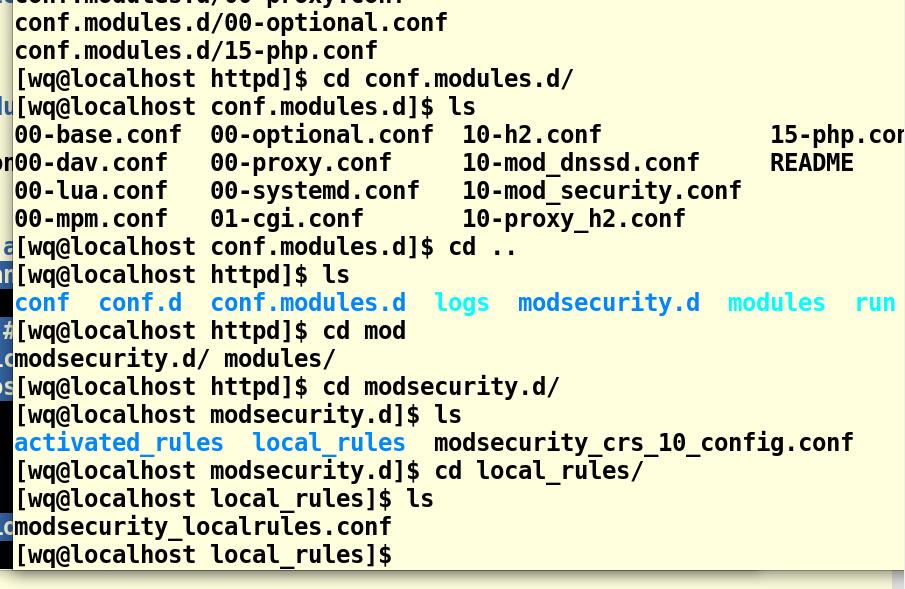 conf.modules.d/00-proxy.conf
conf.modules.d/00-optional.conf
conf.modules.d/15-php.conf
[wq@localhost httpd]$ cd conf.modules.d/
[wq@localhost conf.modules.d]$ ls
00-base.conf 00-optional.conf 10-h2.conf 15-php.con
00-dav.conf 00-proxy.conf 10-mod_dnssd.conf README
00-lua.conf 00-systemd.conf 10-mod_security.conf
00-mpm.conf 01-cgi.conf 10-proxy_h2.conf
[wq@localhost conf.modules.d]$ cd ..
[wq@localhost httpd]$ ls
conf conf.d conf.modules.d logs modsecurity.d modules run
[wq@localhost httpd]$ cd mod
modsecurity.d/ modules/
[wq@localhost httpd]$ cd modsecurity.d/
[wq@localhost modsecurity.d]$ ls
activated_rules local_rules modsecurity_crs_10_config.conf
[wq@localhost modsecurity.d]$ cd local_rules/
[wq@localhost local_rules]$ ls
modsecurity_localrules.conf
[wq@localhost local_rules]$